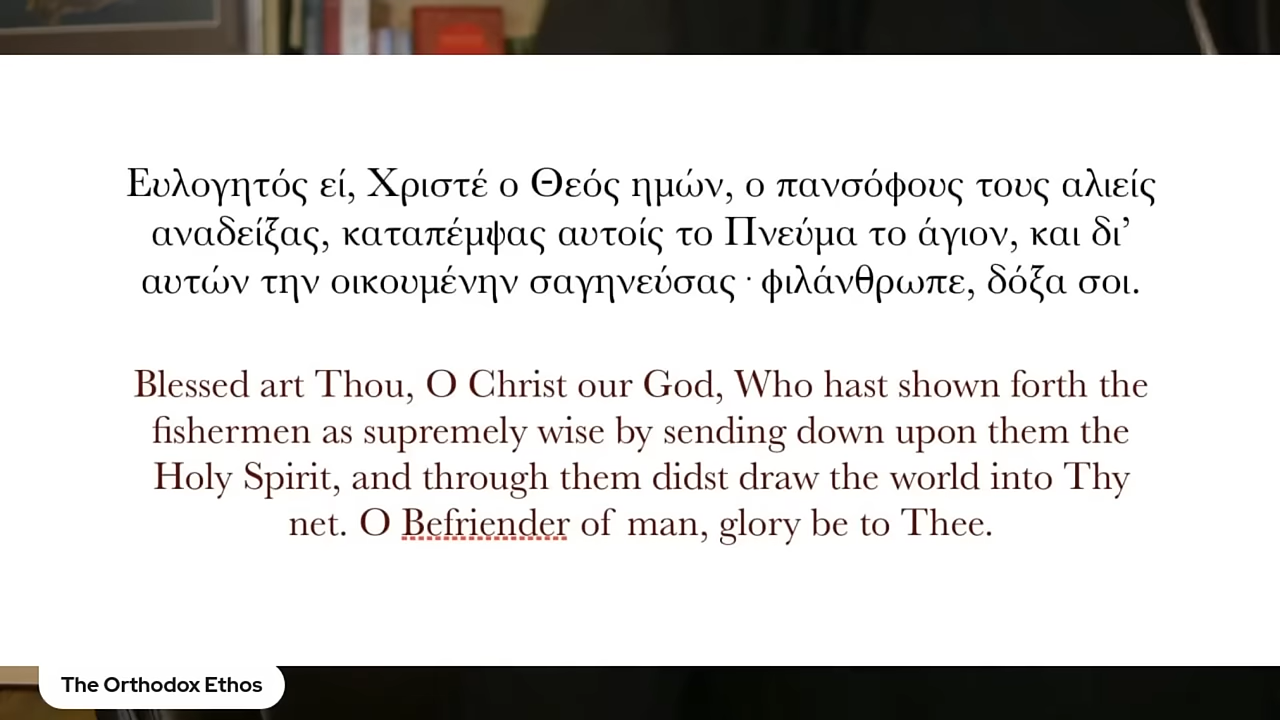 Ευλογητός εί, Χριστέ ο Θεός ημών, ο πανσόφους τους αλιείς
αναδείξας, καταπέμψας αυτοίς το Πνεύμα το άγιον, και δι’
αυτών την οικουμένην σαγηνεύσας · φιλάνθρωπε, δόξα σοι.
Blessed art Thou, O Christ our God, Who hast shown forth the
fishermen as supremely wise by sending down upon them the
Holy Spirit, and through them didst draw the world into Thy
net. O Befriender of man, glory be to Thee.
The Orthodox Ethos